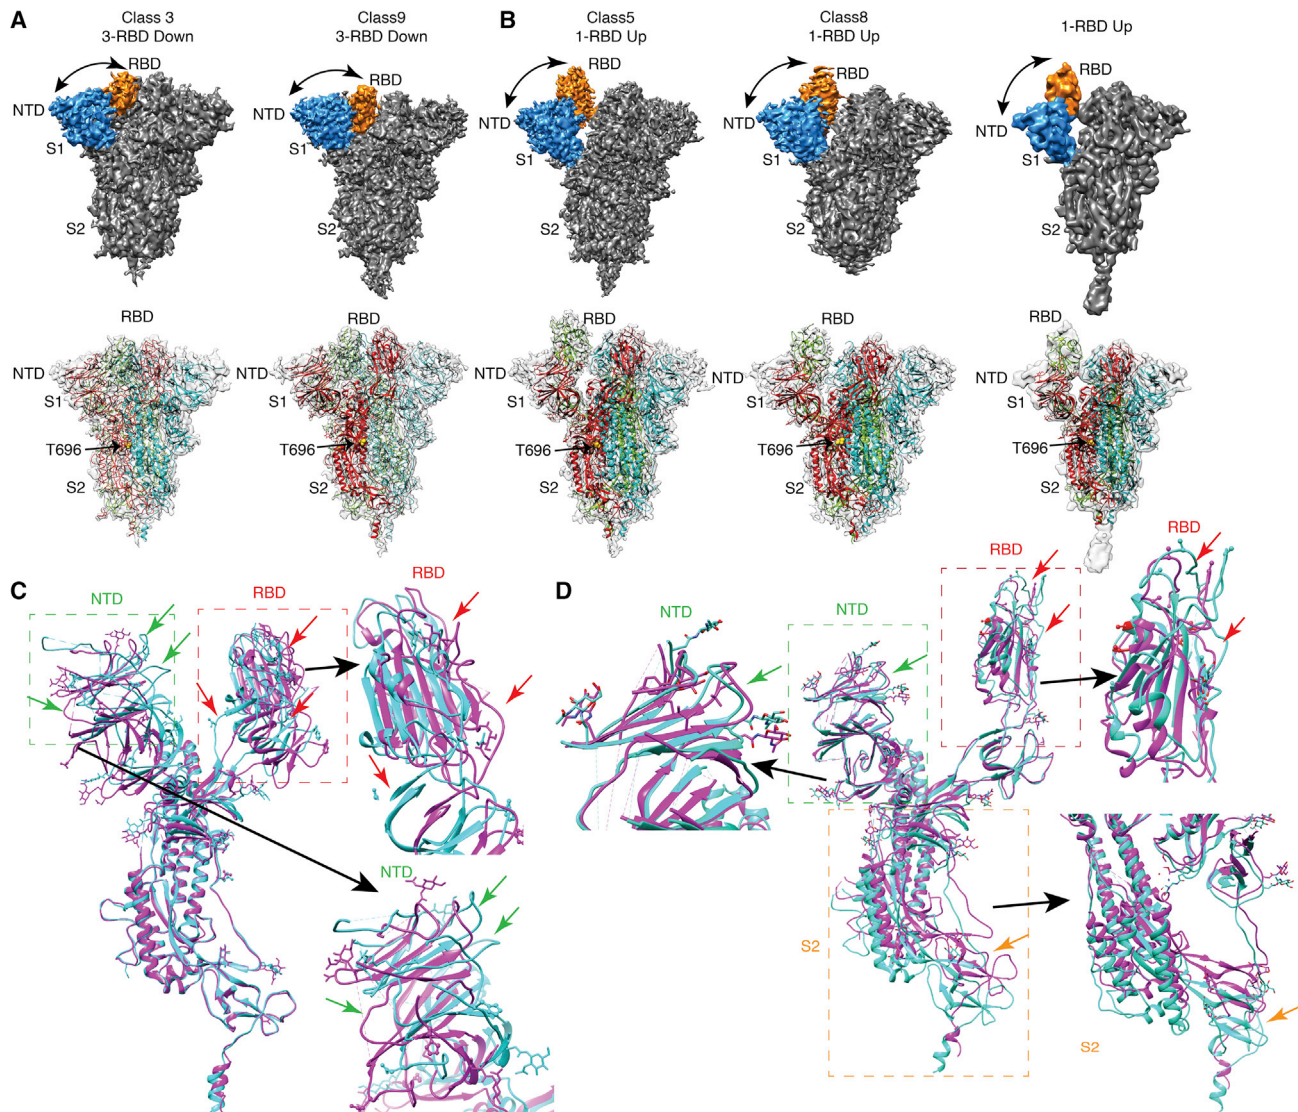 A
Class 3
3-RBD Down
Class9
3-RBD Down
B
Class5
1-RBD Up
Class8
1-RBD Up
1-RBD Up
RBD
NTD
S1
S2
RBD
NTD
S1
S2
RBD
NTD
S1
S2
RBD
NTD
S1
S2
RBD
NTD
S1
S2
RBD
NTD
S1
T696
S2
RBD
NTD
S1
T696
S2
RBD
NTD
S1
T696
S2
RBD
NTD
S1
T696
S2
RBD
NTD
S1
T696
S2
C
NTD
RBD
RBD
NTD
D
NTD
NTD
RBD
RBD
S2
S2